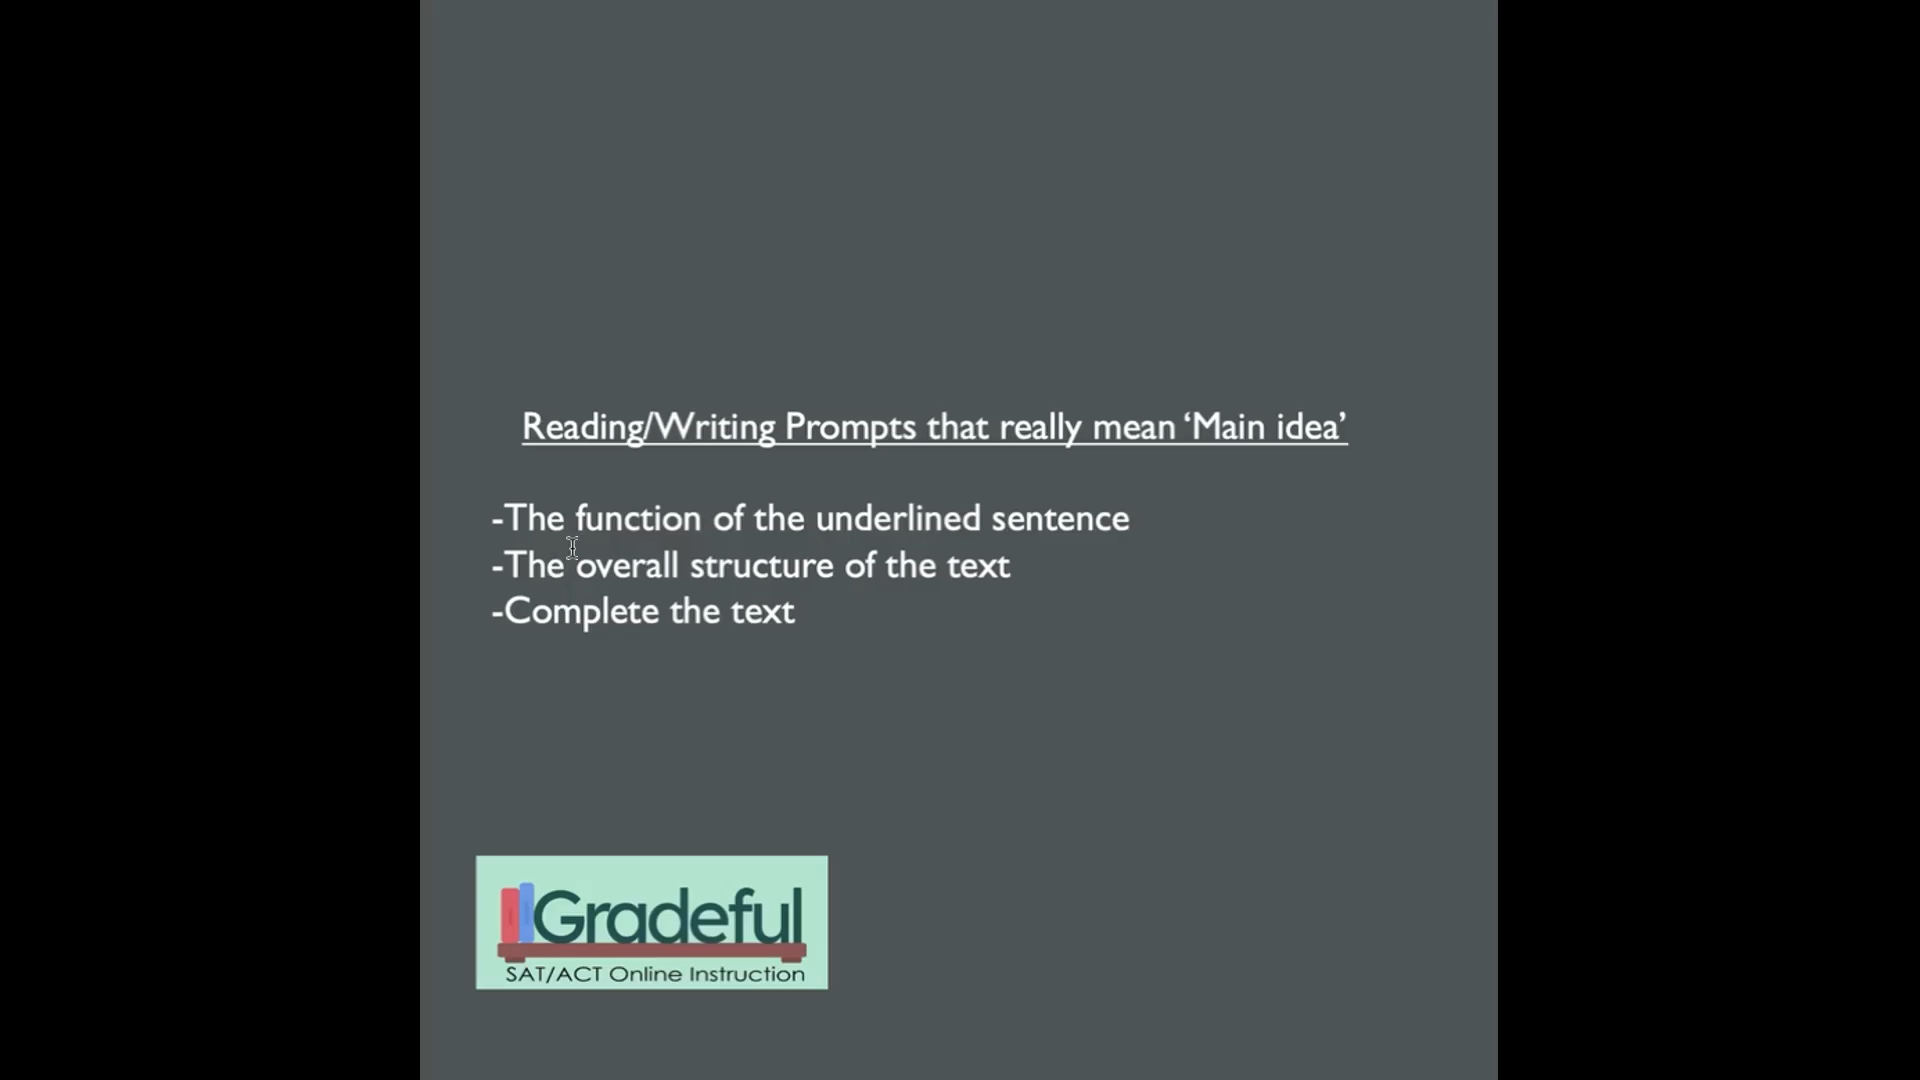 Reading/Writing Prompts that really mean ‘Main idea’
-The function of the underlined sentence
-The overall structure of the text
-Complete the text
Gradeful
SAT/ACT Online Instruction